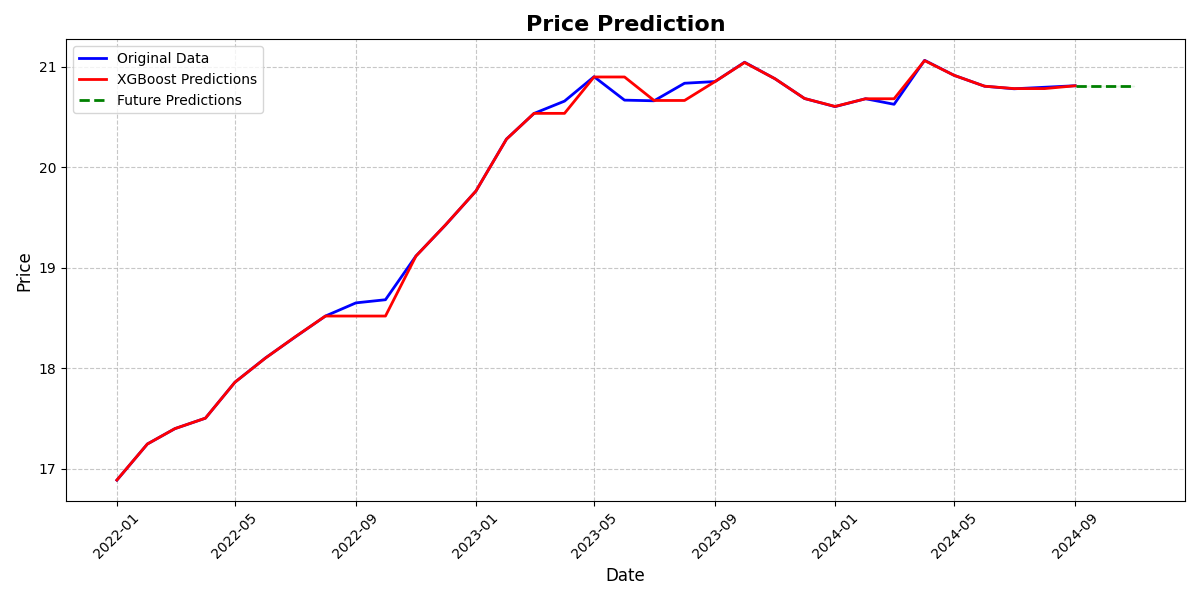 Price Prediction
Original Data
XGBoost Predictions
Future Predictions
21
20
19
18
17
Price
2022-01
2022-05
2022-09
2023-01
2023-05
2023-09
2024-01
2024-05
2024-09
Date